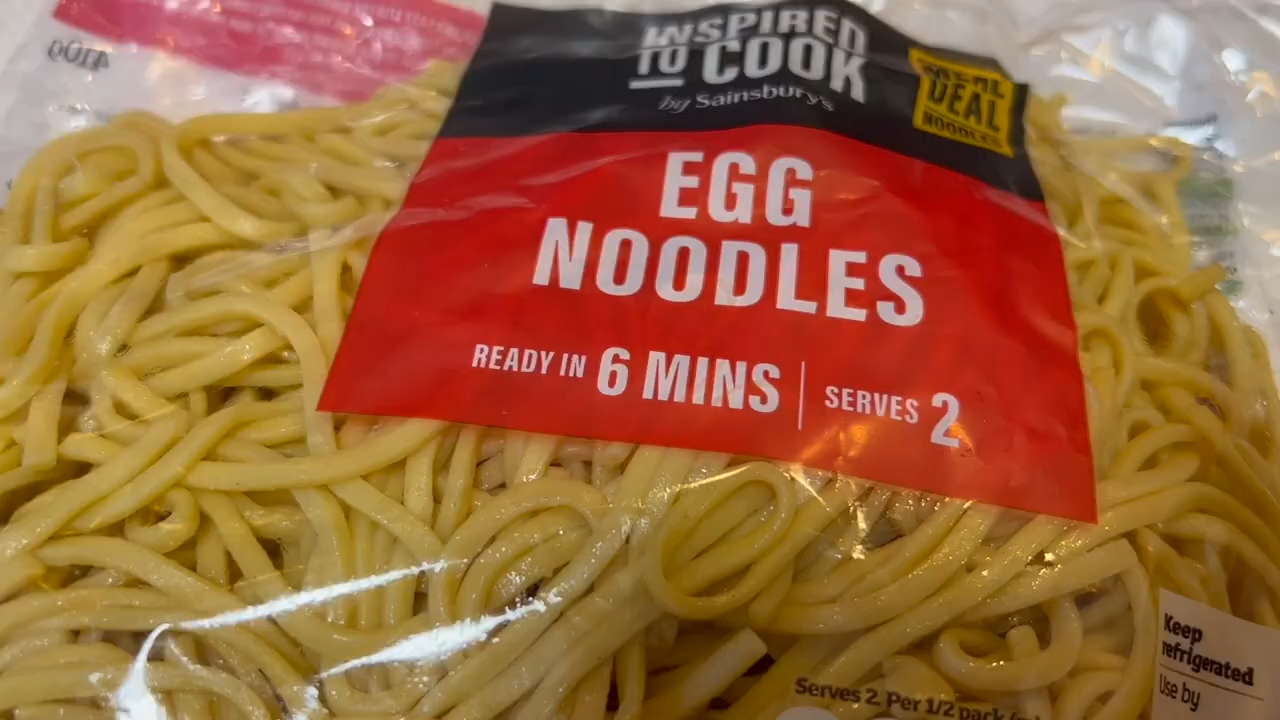 410g
INSPIRED
TO COOK
by Sainsbury's
MEAL
DEAL
NOODLES
EGG
NOODLES
READY IN 6 MINS | SERVES 2
Keep
refrigerated
Use by
Serves 2. Per 1/2 pack